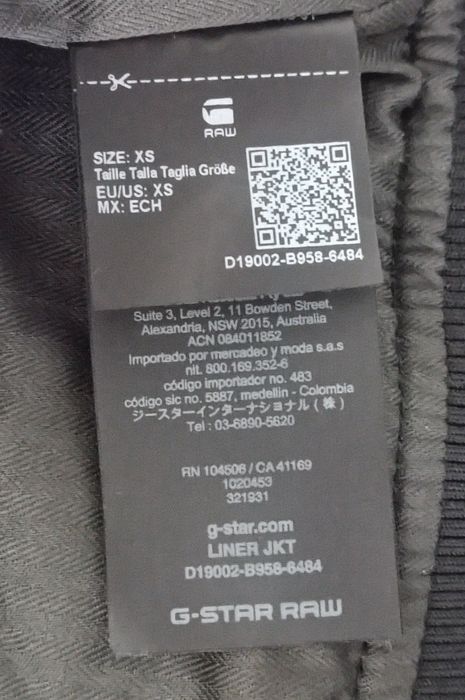 RAW
SIZE: XS
Taille Talla Taglia Größe
EU/US: XS
MX: ECH
D19002-B958-6484
Suite 3, Level 2, 11 Bowden Street,
Alexandria, NSW 2015, Australia
ACN 084011852
Importado por mercadeo y moda s.a.s
nit. 800.169.352-6
código importador no. 483
código sic no. 5887, medellin - Colombia
ジースターインターナショナル(株)
Tel : 03-6890-5620
RN 104506 / CA 41169
1020453
321931
g-star.com
LINER JKT
D19002-B958-6484
G-STAR RAW